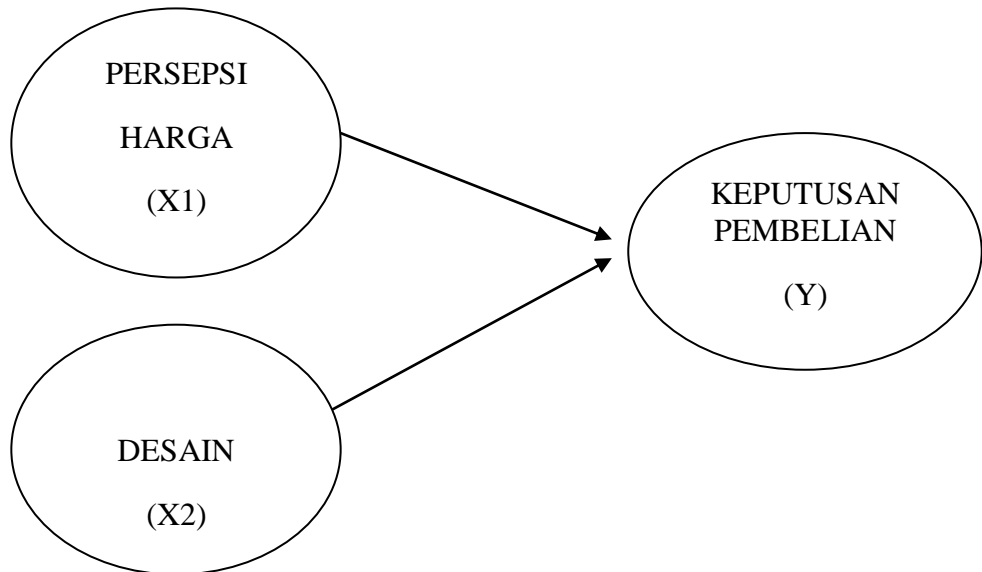 PERSEPSI
HARGA
(X1)
KEPUTUSAN
PEMBELIAN
(Y)
DESAIN
(X2)